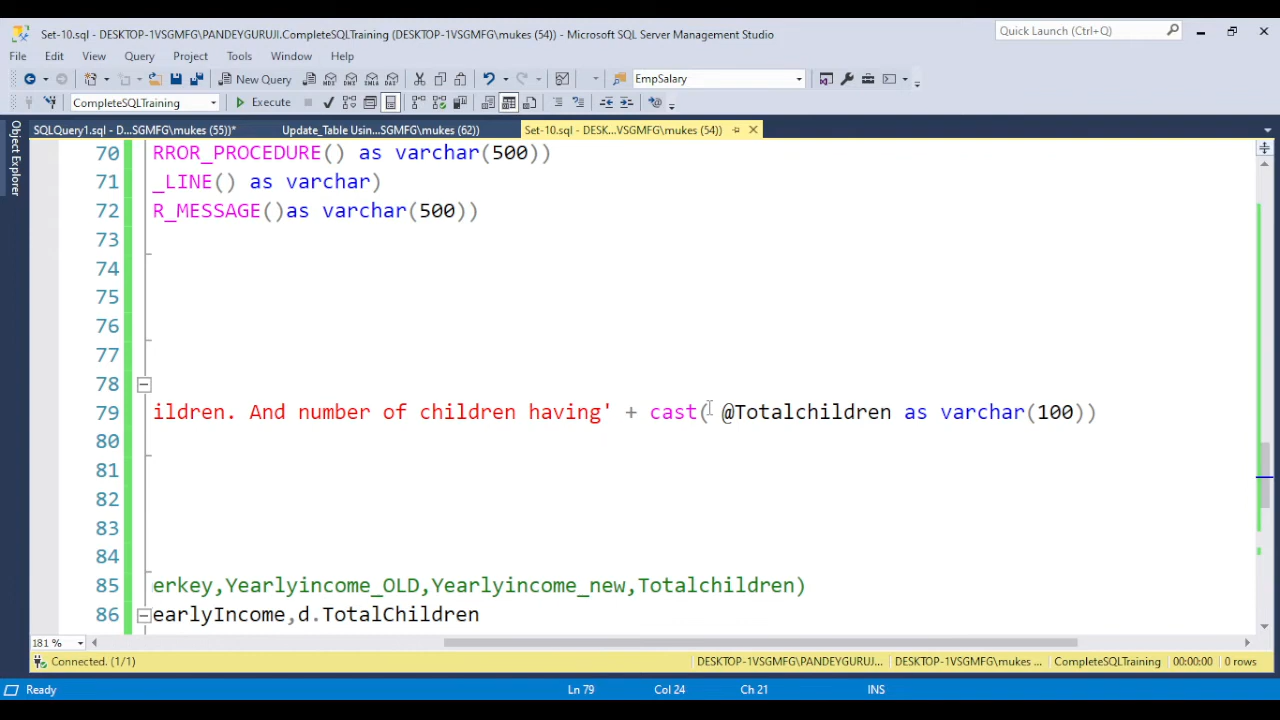 Set-10.sql - DESKTOP-1VSGMFG\PANDEYGURUJI.CompleteSQLTraining (DESKTOP-1VSGMFG\mukes (54)) - Microsoft SQL Server Management Studio
Quick Launch (Ctrl+Q)
File Edit View Query Project Tools Window Help
New Query MDX DMX XMLA DAX EmpSalary
CompleteSQLTraining Execute
SQLQuery1.sql - D...SGMFG\mukes (55))* Update_Table Usin...SGMFG\mukes (62)) Set-10.sql - DESK...VSGMFG\mukes (54))
Object Explorer
70 RROR_PROCEDURE() as varchar(500))
71 _LINE() as varchar)
72 R_MESSAGE()as varchar(500))
73
74
75
76
77
78
79 ildren. And number of children having' + cast( @Totalchildren as varchar(100))
80
81
82
83
84
85 erkey,Yearlyincome_OLD,Yearlyincome_new,Totalchildren)
86 earlyIncome,d.TotalChildren
181 %
Connected. (1/1) DESKTOP-1VSGMFG\PANDEYGURUJI... DESKTOP-1VSGMFG\mukes ... CompleteSQLTraining 00:00:00 0 rows
Ready Ln 79 Col 24 Ch 21 INS